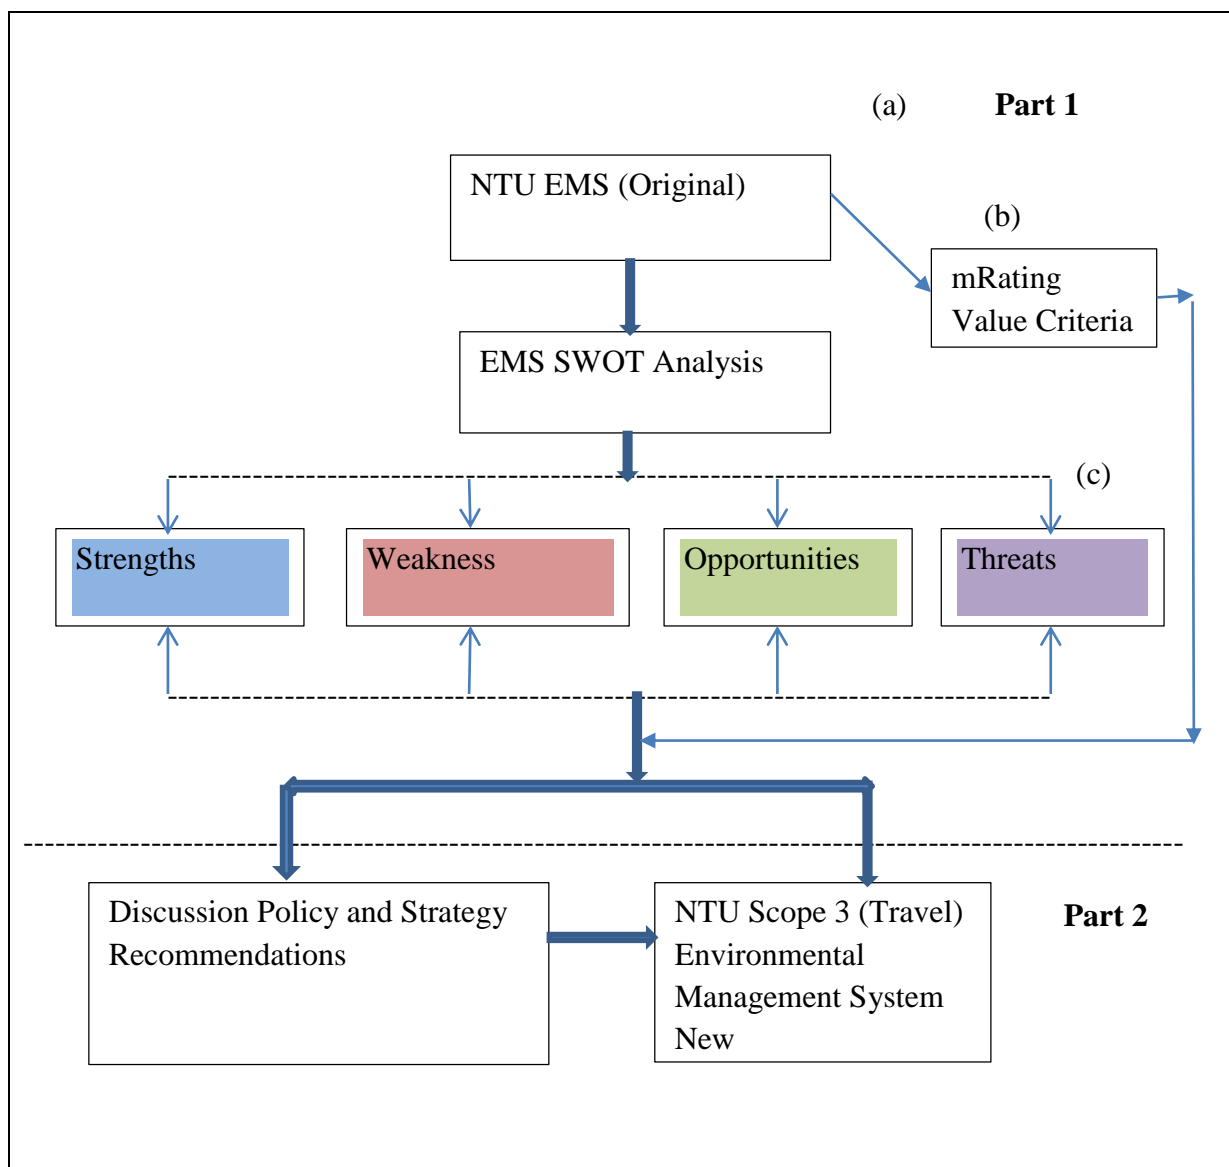 (a) Part 1
NTU EMS (Original)
(b)
mRating
Value Criteria
EMS SWOT Analysis
(c)
Strengths
Weakness
Opportunities
Threats
Discussion Policy and Strategy
Recommendations
NTU Scope 3 (Travel)
Environmental
Management System
New
Part 2